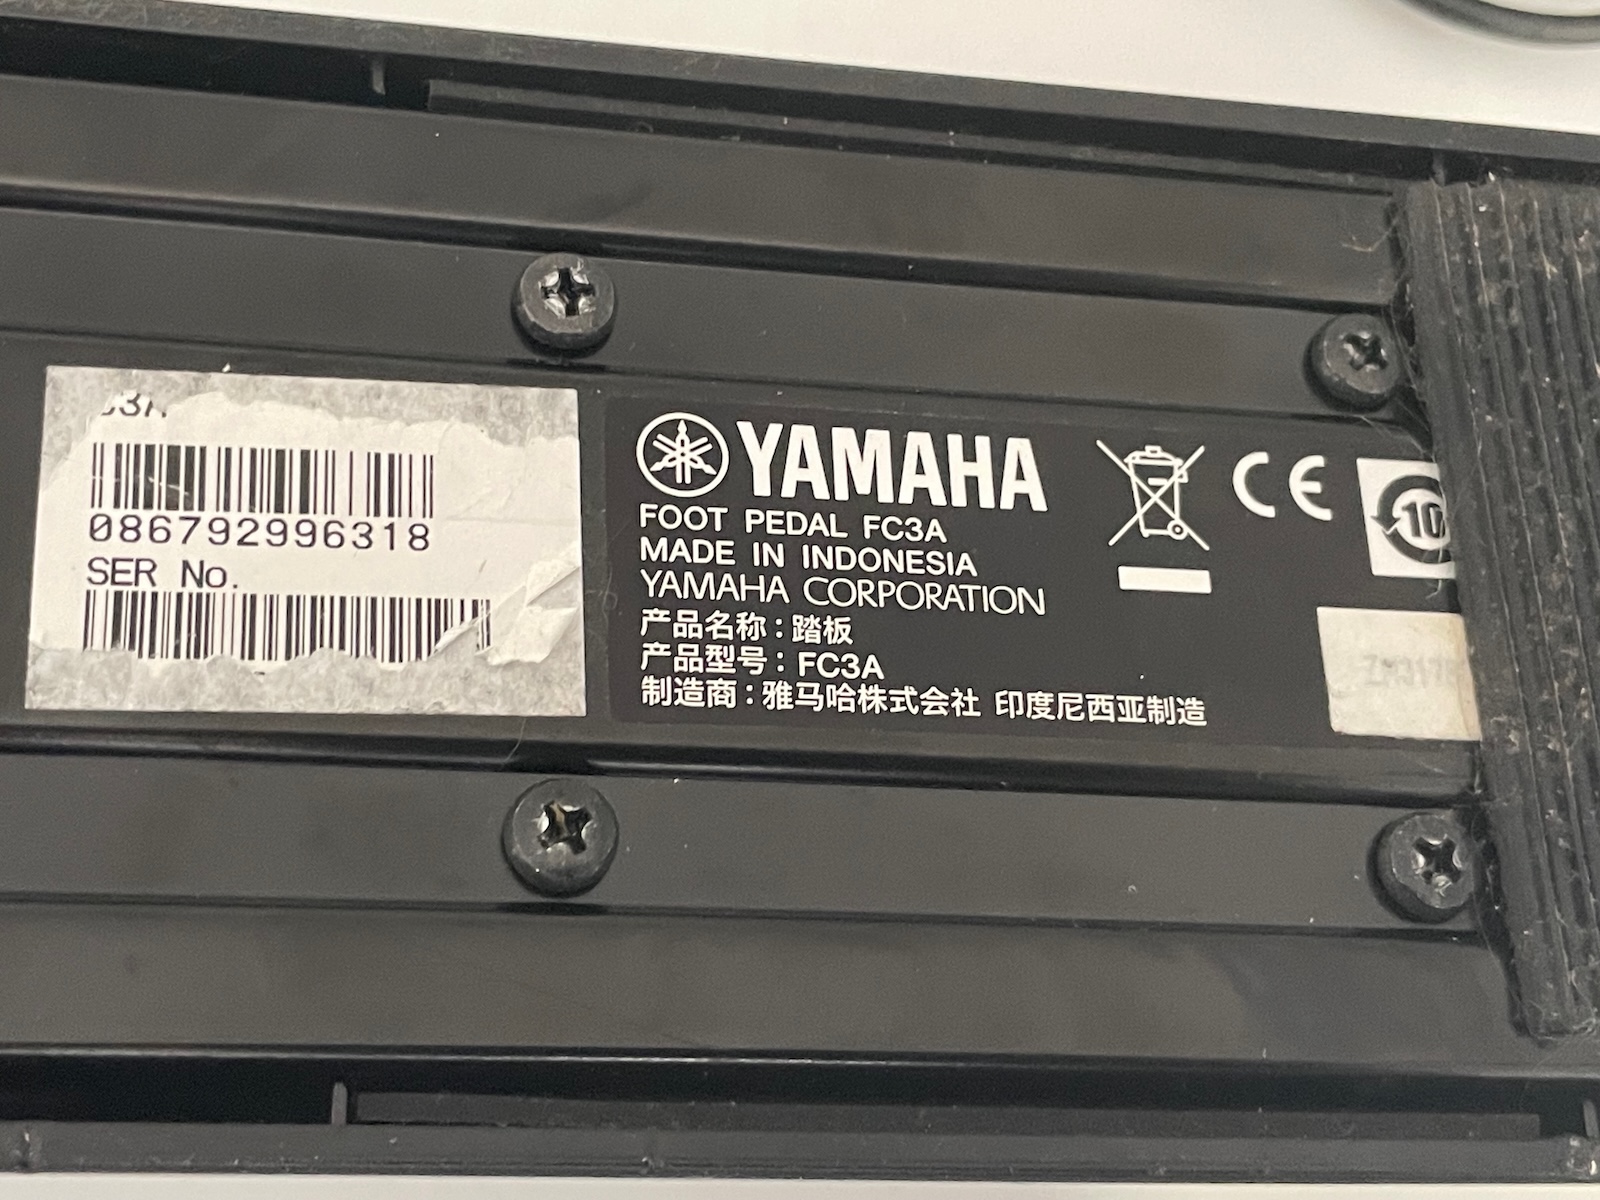 086792996318
SER No.
YAMAHA
FOOT PEDAL FC3A
MADE IN INDONESIA
YAMAHA CORPORATION
产品名称：踏板
产品型号：FC3A
制造商：雅马哈株式会社 印度尼西亚制造
CE
10